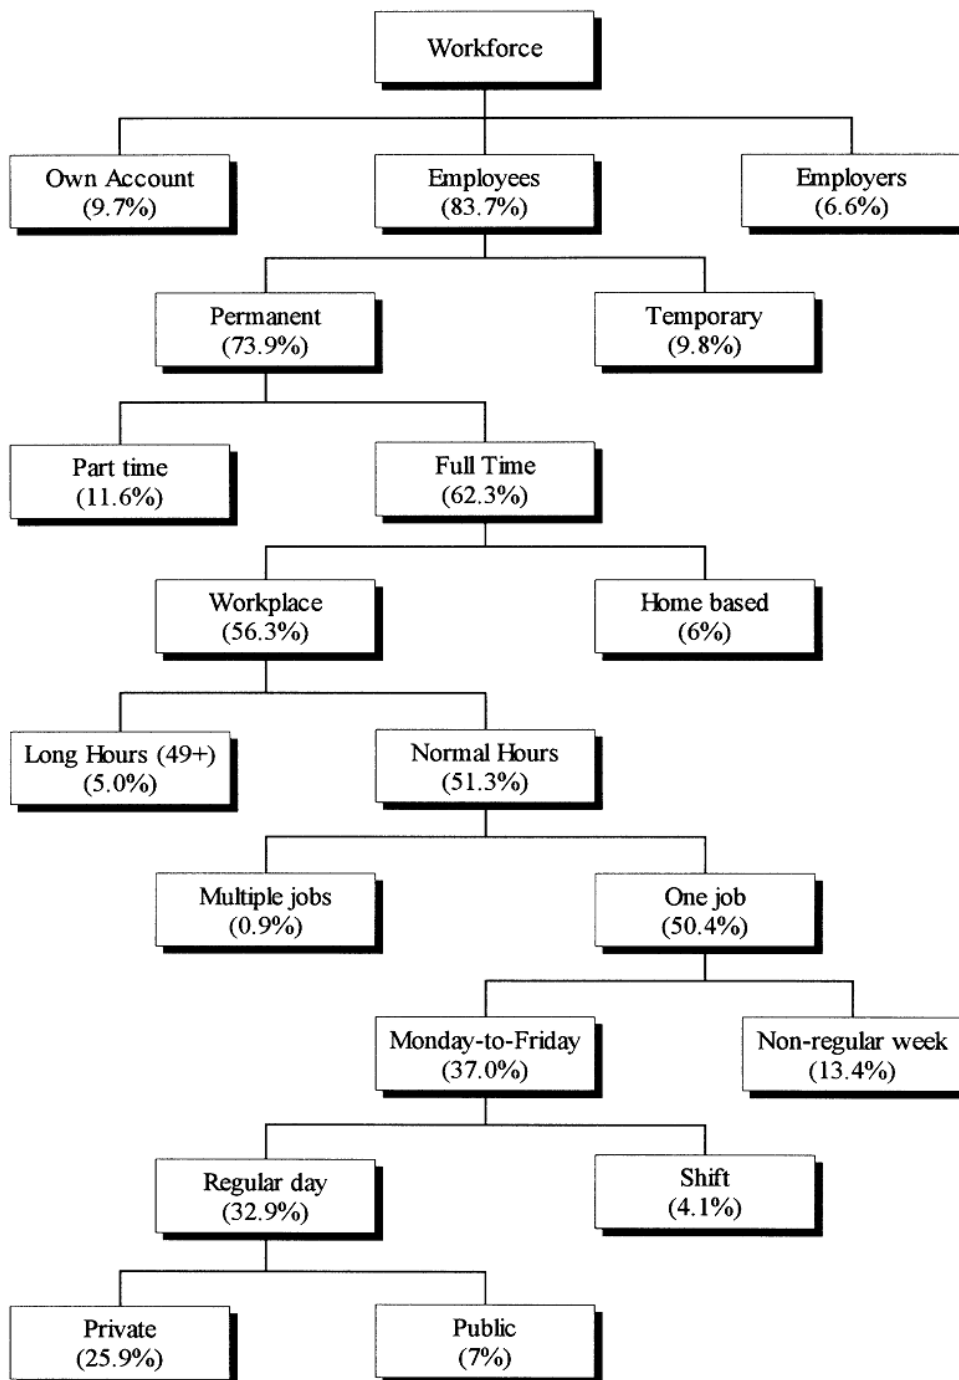 Workforce
Own Account
(9.7%)
Employees
(83.7%)
Employers
(6.6%)
Permanent
(73.9%)
Temporary
(9.8%)
Part time
(11.6%)
Full Time
(62.3%)
Workplace
(56.3%)
Home based
(6%)
Long Hours (49+)
(5.0%)
Normal Hours
(51.3%)
Multiple jobs
(0.9%)
One job
(50.4%)
Monday-to-Friday
(37.0%)
Non-regular week
(13.4%)
Regular day
(32.9%)
Shift
(4.1%)
Private
(25.9%)
Public
(7%)